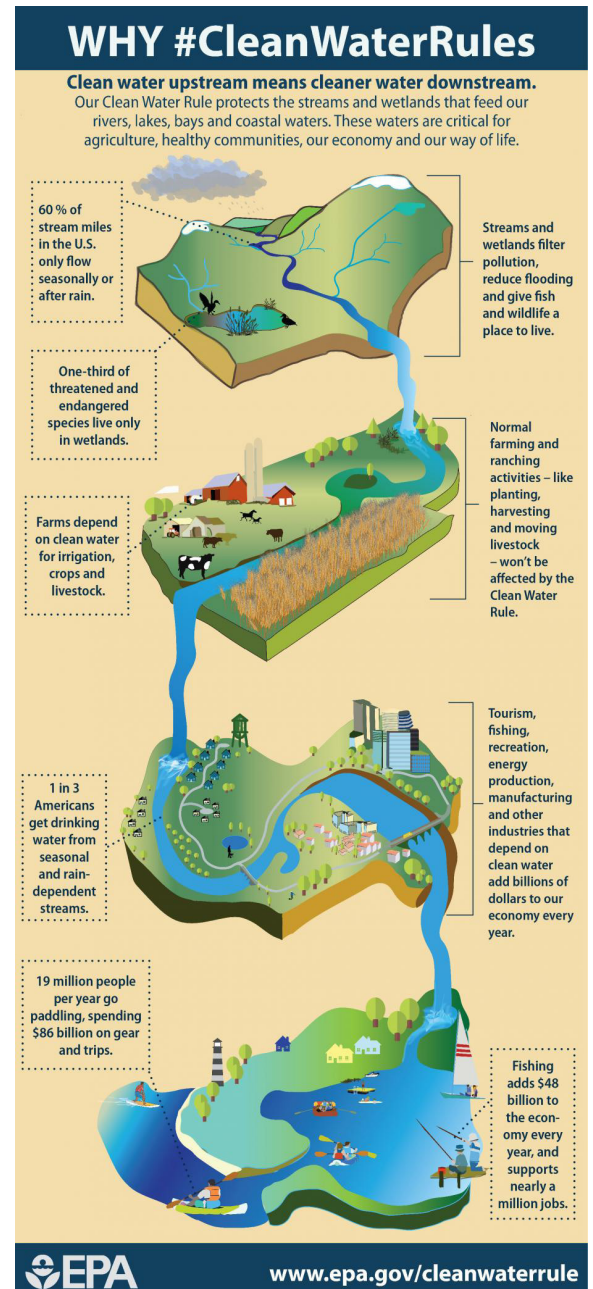 WHY #CleanWaterRules
Clean water upstream means cleaner water downstream.
Our Clean Water Rule protects the streams and wetlands that feed our
rivers, lakes, bays and coastal waters. These waters are critical for
agriculture, healthy communities, our economy and our way of life.
60 % of
stream miles
in the U.S.
only flow
seasonally or
after rain.
Streams and
wetlands filter
pollution,
reduce flooding
and give fish
and wildlife a
place to live.
One-third of
threatened and
endangered
species live only
in wetlands.
Normal
farming and
ranching
activities – like
planting,
harvesting
and moving
livestock
– won't be
affected by the
Clean Water
Rule.
Farms depend
on clean water
for irrigation,
crops and
livestock.
Tourism,
fishing,
recreation,
energy
production,
manufacturing
and other
industries that
depend on
clean water
add billions of
dollars to our
economy every
year.
1 in 3
Americans
get drinking
water from
seasonal
and rain-
dependent
streams.
19 million people
per year go
paddling, spending
$86 billion on gear
and trips.
Fishing
adds $48
billion to
the econ-
omy every
year, and
supports
nearly a
million jobs.
EPA
www.epa.gov/cleanwaterrule